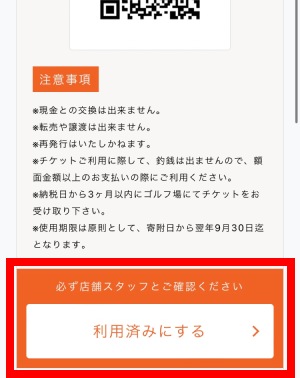 注意事項
※現金との交換は出来ません。
※転売や譲渡は出来ません。
※再発行はいたしかねます。
※チケットご利用に際して、釣銭は出ませんので、額
面金額以上のお支払いの際にご利用ください。
※納税日から3ヶ月以内にゴルフ場にてチケットをお
受け取り下さい。
※使用期限は原則として、寄附日から翌年9月30日迄
となります。
必ず店舗スタッフとご確認ください
利用済みにする